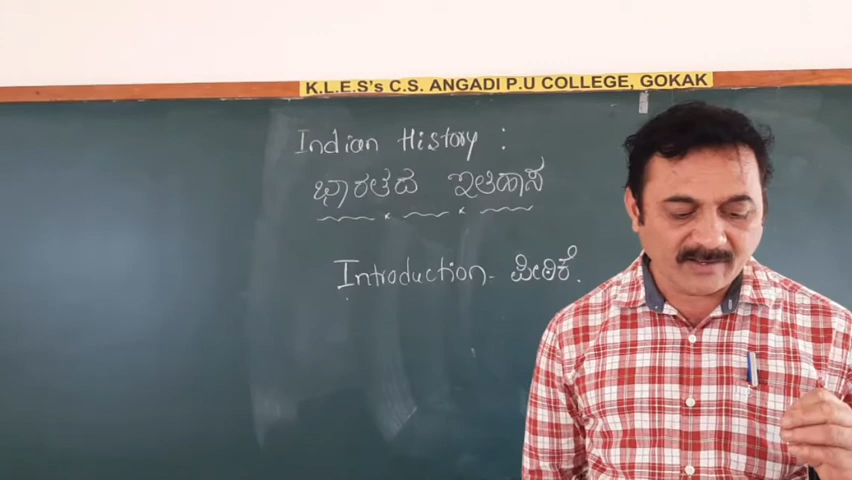 K.L.E.S's C.S. ANGADI P.U COLLEGE, GOKAK
Indian History :
ಭಾರತದ ಇತಿಹಾಸ
Introduction - ಪೀಠಿಕೆ.